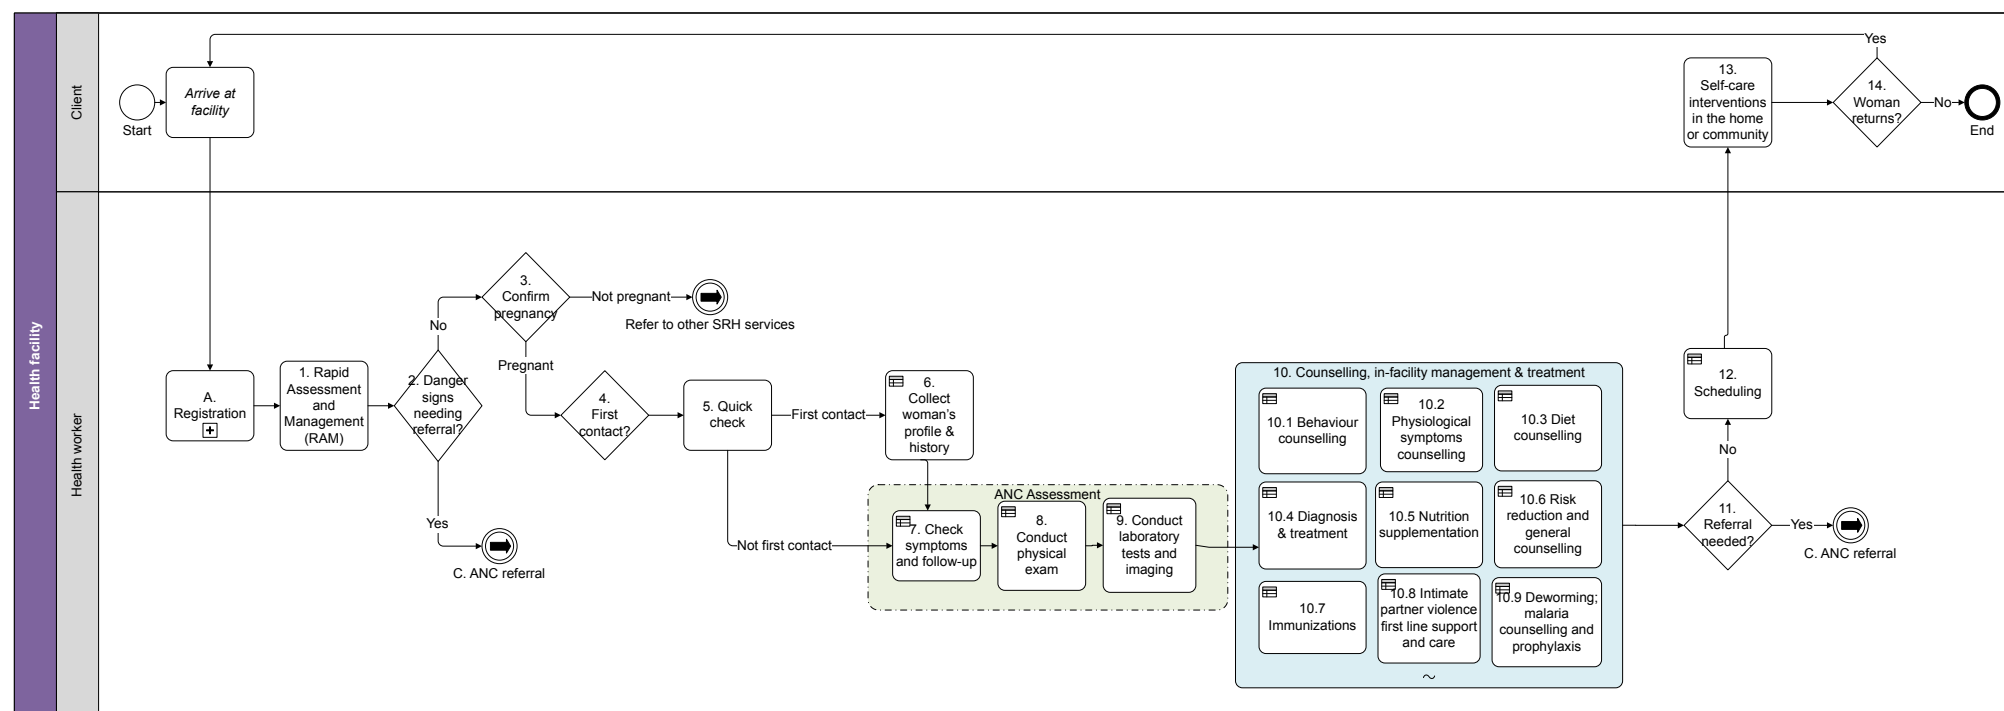 Health facility
Client
Start
Arrive at
facility
Yes
13.
Self-care
interventions
in the home
or community
14.
Woman
returns?
No
End
Health worker
A.
Registration
1. Rapid
Assessment
and
Management
(RAM)
2. Danger
signs
needing
referral?
No
Yes
C. ANC referral
3.
Confirm
pregnancy
Not pregnant
Refer to other SRH services
Pregnant
4.
First
contact?
5. Quick
check
First contact
Not first contact
6.
Collect
woman's
profile &
history
ANC Assessment
7. Check
symptoms
and follow-up
8.
Conduct
physical
exam
9. Conduct
laboratory
tests and
imaging
10. Counselling, in-facility management & treatment
10.1 Behaviour
counselling
10.2
Physiological
symptoms
counselling
10.3 Diet
counselling
10.4 Diagnosis
& treatment
10.5 Nutrition
supplementation
10.6 Risk
reduction and
general
counselling
10.7
Immunizations
10.8 Intimate
partner violence
first line support
and care
10.9 Deworming;
malaria
counselling and
prophylaxis
~
11.
Referral
needed?
Yes
C. ANC referral
No
12.
Scheduling